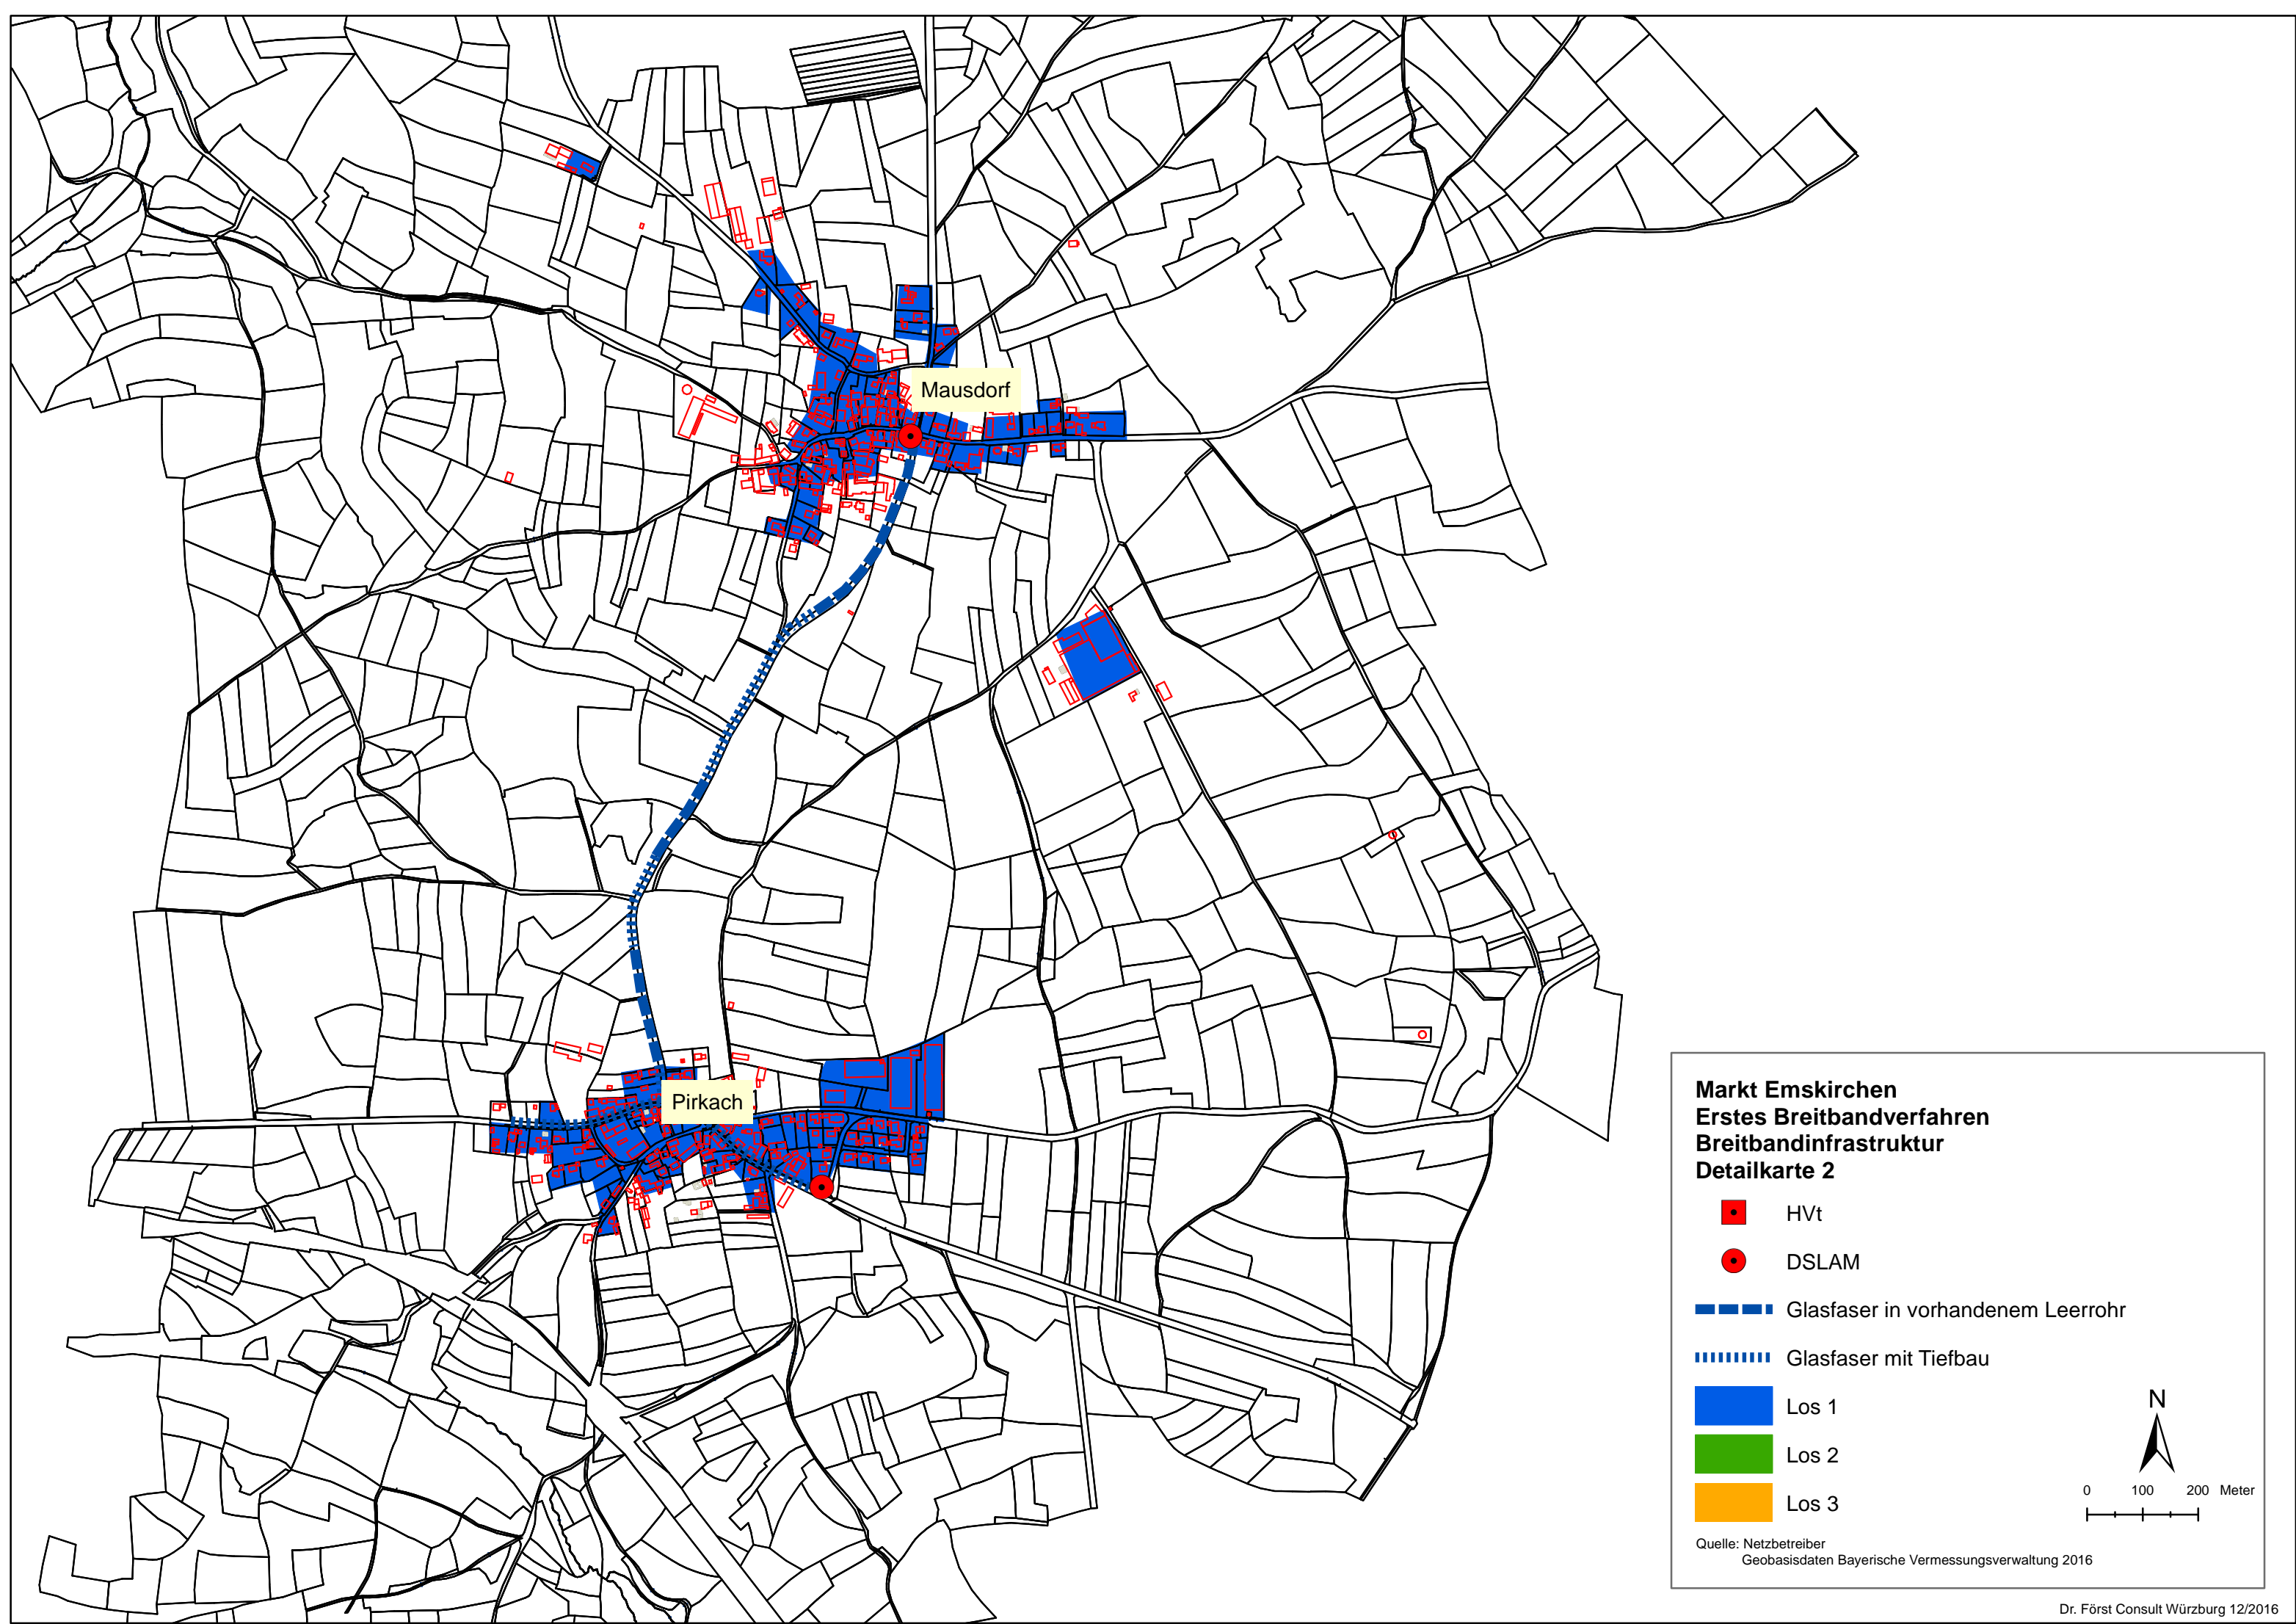 Mausdorf
Pirkach
Markt Emskirchen
Erstes Breitbandverfahren
Breitbandinfrastruktur
Detailkarte 2
HVt
DSLAM
Glasfaser in vorhandenem Leerrohr
Glasfaser mit Tiefbau
Los 1
Los 2
Los 3
N
0 100 200 Meter
Quelle: Netzbetreiber
Geobasisdaten Bayerische Vermessungsverwaltung 2016
Dr. Först Consult Würzburg 12/2016